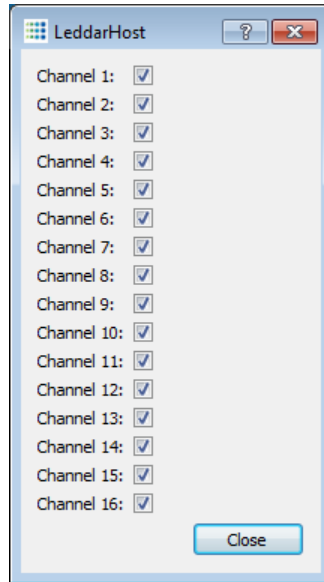 LeddarHost
Channel 1:
Channel 2:
Channel 3:
Channel 4:
Channel 5:
Channel 6:
Channel 7:
Channel 8:
Channel 9:
Channel 10:
Channel 11:
Channel 12:
Channel 13:
Channel 14:
Channel 15:
Channel 16:
Close